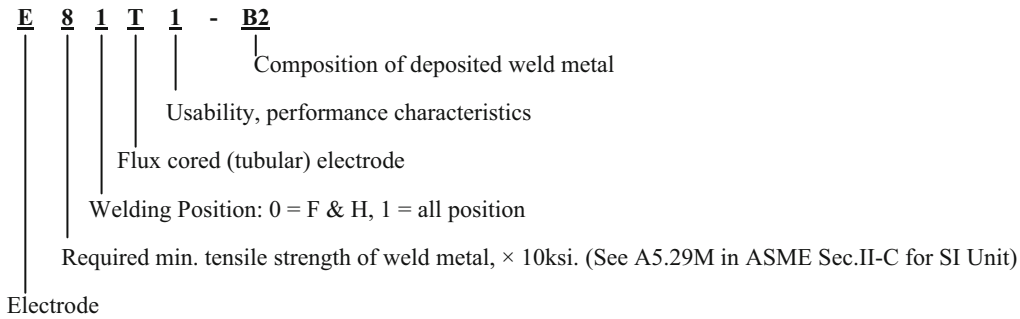 E 8 1 T 1 - B2
Composition of deposited weld metal
Usability, performance characteristics
Flux cored (tubular) electrode
Welding Position: 0 = F & H, 1 = all position
Required min. tensile strength of weld metal, × 10ksi. (See A5.29M in ASME Sec.II-C for SI Unit)
Electrode